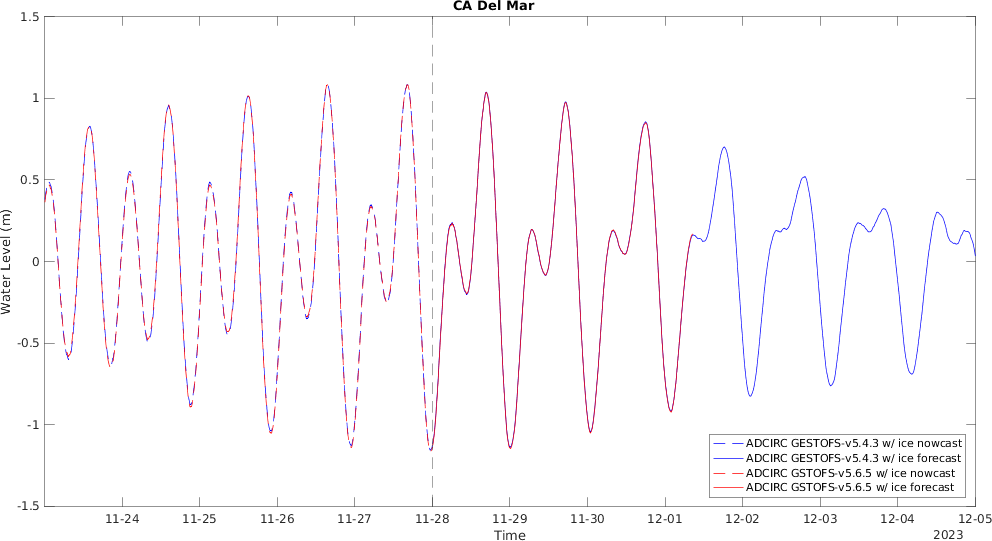 CA Del Mar
1.5
1
0.5
0
-0.5
-1
-1.5
Water Level (m)
11-24 11-25 11-26 11-27 11-28 11-29 11-30 12-01 12-02 12-03 12-04 12-05
Time
2023
ADCIRC GESTOFS-v5.4.3 w/ ice nowcast
ADCIRC GESTOFS-v5.4.3 w/ ice forecast
ADCIRC GSTOFS-v5.6.5 w/ ice nowcast
ADCIRC GSTOFS-v5.6.5 w/ ice forecast